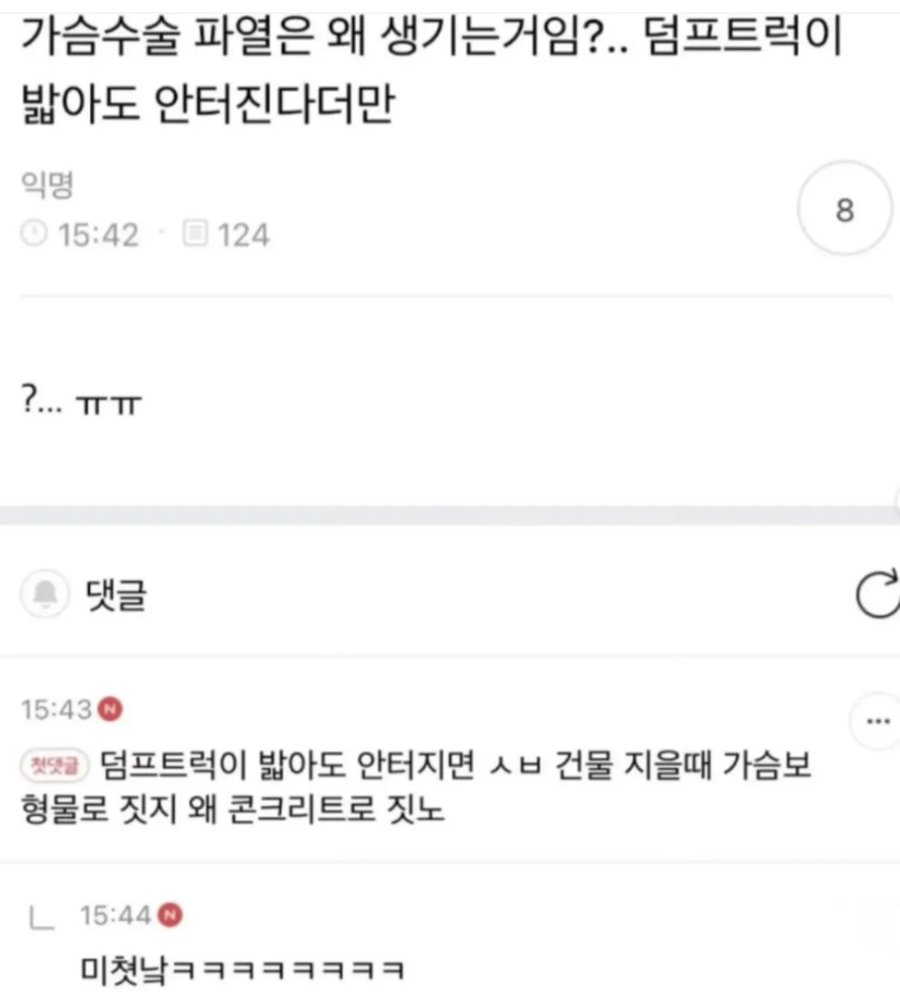 가슴수술 파열은 왜 생기는거임?.. 덤프트럭이
밟아도 안터진다더만
익명
15:42 · 124
8
?... ㅠㅠ
댓글
15:43 N
첫댓글 덤프트럭이 밟아도 안터지면 ㅅㅂ 건물 지을때 가슴보
형물로 짓지 왜 콘크리트로 짓노
15:44 N
미쳣낰ㅋㅋㅋㅋㅋㅋㅋㅋ